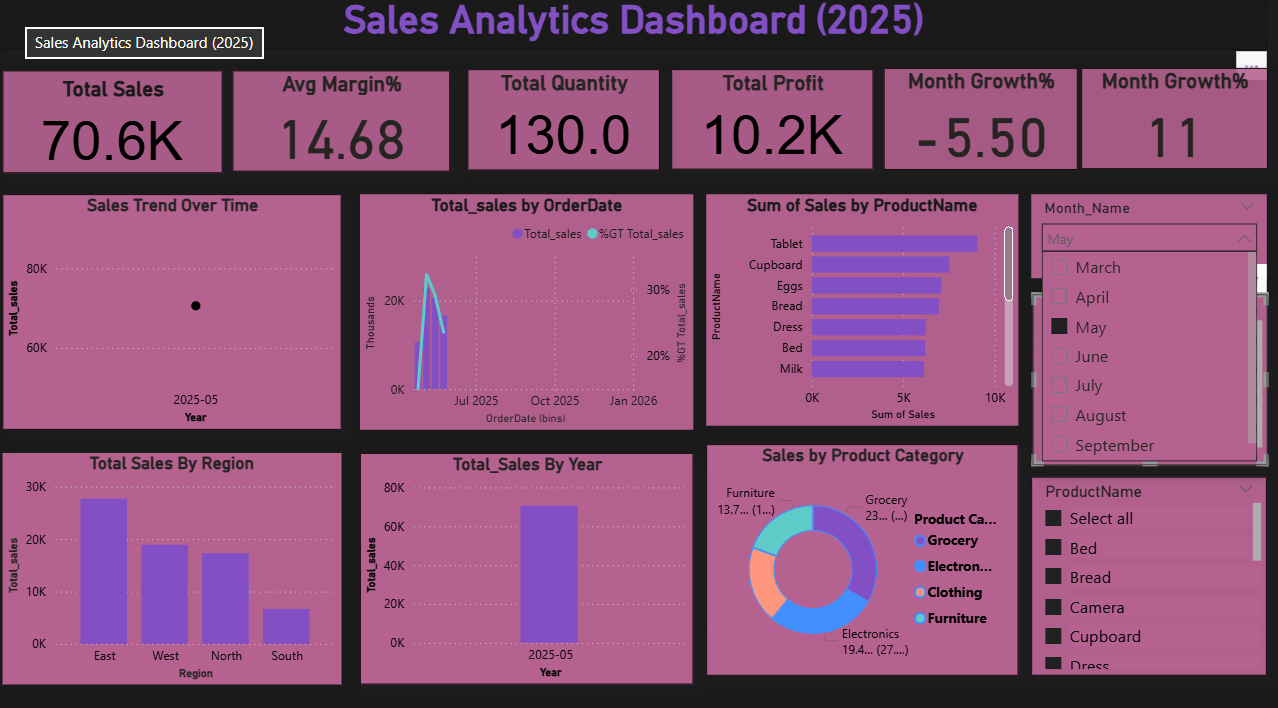 Sales Analytics Dashboard (2025)
Sales Analytics Dashboard (2025)
Total Sales
70.6K
Avg Margin%
14.68
Total Quantity
130.0
Total Profit
10.2K
Month Growth%
-5.50
Month Growth%
11
Sales Trend Over Time
Total_sales
80K
60K
2025-05
Year
Total_sales by OrderDate
Total_sales
%GT Total_sales
Thousands
20K
0K
30%
20%
%GT Total_sales
Jul 2025
Oct 2025
Jan 2026
OrderDate (bins)
Sum of Sales by ProductName
ProductName
Tablet
Cupboard
Eggs
Bread
Dress
Bed
Milk
0K
5K
10K
Sum of Sales
Month_Name
May
March
April
May
June
July
August
September
Total Sales By Region
Total_sales
30K
20K
10K
0K
East
West
North
South
Region
Total_Sales By Year
Total_sales
80K
60K
40K
20K
0K
2025-05
Year
Sales by Product Category
Furniture
13.7... (1...)
Grocery
23... (...)
Electronics
19.4... (27....)
Product Ca...
Grocery
Electron...
Clothing
Furniture
ProductName
Select all
Bed
Bread
Camera
Cupboard
Dress